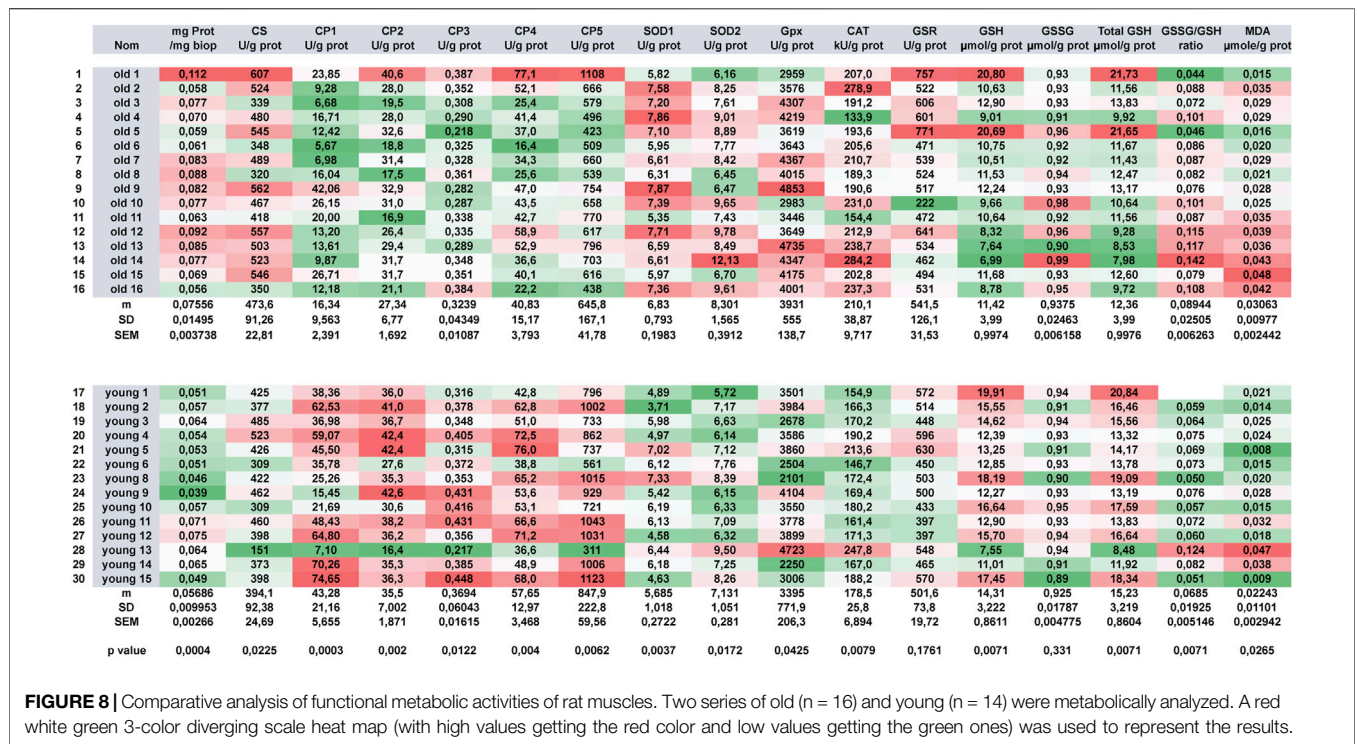 mg Prot CS CP1 CP2 CP3 CP4 CP5 SOD1 SOD2 Gpx CAT GSR GSH GSSG Total GSH GSSG/GSH MDA
Nom /mg biop U/g prot U/g prot U/g prot U/g prot U/g prot U/g prot U/g prot U/g prot U/g prot kU/g prot U/g prot µmol/g prot µmol/g prot µmol/g prot ratio µmole/g prot
1 old 1 0,112 607 23,85 40,6 0,387 77,1 1108 5,82 6,16 2959 207,0 757 20,80 0,93 21,73 0,044 0,015
2 old 2 0,058 524 9,28 28,0 0,352 52,1 666 7,58 8,25 3576 278,9 522 10,63 0,93 11,56 0,088 0,035
3 old 3 0,077 339 6,68 19,5 0,308 25,4 579 7,20 7,61 4307 191,2 606 12,90 0,93 13,83 0,072 0,029
4 old 4 0,070 480 16,71 28,0 0,290 41,4 496 7,86 9,01 4219 133,9 601 9,01 0,91 9,92 0,101 0,029
5 old 5 0,059 545 12,42 32,6 0,218 37,0 423 7,10 8,89 3619 193,6 771 20,69 0,96 21,65 0,046 0,016
6 old 6 0,061 348 5,67 18,8 0,325 16,4 509 5,95 7,77 3643 205,6 471 10,75 0,92 11,67 0,086 0,020
7 old 7 0,083 489 6,98 31,4 0,328 34,3 660 6,61 8,42 4367 210,7 539 10,51 0,92 11,43 0,087 0,029
8 old 8 0,088 320 16,04 17,5 0,361 25,6 539 6,31 6,45 4015 189,3 524 11,53 0,94 12,47 0,082 0,021
9 old 9 0,082 562 42,06 32,9 0,282 47,0 754 7,87 6,47 4853 190,6 517 12,24 0,93 13,17 0,076 0,028
10 old 10 0,077 467 26,15 31,0 0,287 43,5 658 7,39 9,65 2983 231,0 222 9,66 0,98 10,64 0,101 0,025
11 old 11 0,063 418 20,00 16,9 0,338 42,7 770 5,35 7,43 3446 154,4 472 10,64 0,92 11,56 0,087 0,035
12 old 12 0,092 557 13,20 26,4 0,335 58,9 617 7,71 9,78 3649 212,9 641 8,32 0,96 9,28 0,115 0,039
13 old 13 0,085 503 13,61 29,4 0,289 52,9 796 6,59 8,49 4735 238,7 534 7,64 0,90 8,53 0,117 0,036
14 old 14 0,077 523 9,87 31,7 0,348 36,6 703 6,61 12,13 4347 284,2 462 6,99 0,99 7,98 0,142 0,043
15 old 15 0,069 546 26,71 31,7 0,351 40,1 616 5,97 6,70 4175 202,8 494 11,68 0,93 12,60 0,079 0,048
16 old 16 0,056 350 12,18 21,1 0,384 22,2 438 7,36 9,61 4001 237,3 531 8,78 0,95 9,72 0,108 0,042
m 0,07556 473,6 16,34 27,34 0,3239 40,83 645,8 6,83 8,301 3931 210,1 541,5 11,42 0,9375 12,36 0,08944 0,03063
SD 0,01495 91,26 9,563 6,77 0,04349 15,17 167,1 0,793 1,565 555 38,87 126,1 3,99 0,02463 3,99 0,02505 0,00977
SEM 0,003738 22,81 2,391 1,692 0,01087 3,793 41,78 0,1983 0,3912 138,7 9,717 31,53 0,9974 0,006158 0,9976 0,006263 0,002442
17 young 1 0,051 425 38,36 36,0 0,316 42,8 796 4,89 5,72 3501 154,9 572 19,91 0,94 20,84 0,021
18 young 2 0,057 377 62,53 41,0 0,378 62,8 1002 3,71 7,17 3984 166,3 514 15,55 0,91 16,46 0,059 0,014
19 young 3 0,064 485 36,98 36,7 0,348 51,0 733 5,98 6,63 2678 170,2 448 14,62 0,94 15,56 0,064 0,025
20 young 4 0,054 523 59,07 42,4 0,405 72,5 862 4,97 6,14 3586 190,2 596 12,39 0,93 13,32 0,075 0,024
21 young 5 0,053 426 45,50 42,4 0,315 76,0 737 7,02 7,12 3860 213,6 630 13,25 0,91 14,17 0,069 0,008
22 young 6 0,051 309 35,78 27,6 0,372 38,8 561 6,12 7,76 2504 146,7 450 12,85 0,93 13,78 0,073 0,015
23 young 8 0,046 422 25,26 35,3 0,353 65,2 1015 7,33 8,39 2101 172,4 503 18,19 0,90 19,09 0,050 0,020
24 young 9 0,039 462 15,45 42,6 0,431 53,6 929 5,42 6,15 4104 169,4 500 12,27 0,93 13,19 0,076 0,028
25 young 10 0,057 309 21,69 30,6 0,416 53,1 721 6,19 6,33 3550 180,2 433 16,64 0,95 17,59 0,057 0,015
26 young 11 0,071 460 48,43 38,2 0,431 66,6 1043 6,13 7,09 3778 161,4 397 12,90 0,93 13,83 0,072 0,032
27 young 12 0,075 398 64,80 36,2 0,356 71,2 1031 4,58 6,32 3899 171,3 397 15,70 0,94 16,64 0,060 0,018
28 young 13 0,064 151 7,10 16,4 0,217 36,6 311 6,44 9,50 4723 247,8 548 7,55 0,94 8,48 0,124 0,047
29 young 14 0,065 373 70,26 35,3 0,385 48,9 1006 6,18 7,25 2250 167,0 465 11,01 0,91 11,92 0,082 0,038
30 young 15 0,049 398 74,65 36,3 0,448 68,0 1123 4,63 8,26 3006 188,2 570 17,45 0,89 18,34 0,051 0,009
m 0,05686 394,1 43,28 35,5 0,3694 57,65 847,9 5,685 7,131 3395 178,5 501,6 14,31 0,925 15,23 0,0685 0,02243
SD 0,009953 92,38 21,16 7,002 0,06043 12,97 222,8 1,018 1,051 771,9 25,8 73,8 3,222 0,01787 3,219 0,01925 0,01101
SEM 0,00266 24,69 5,655 1,871 0,01615 3,468 59,56 0,2722 0,281 206,3 6,894 19,72 0,8611 0,004775 0,8604 0,005146 0,002942
p value 0,0004 0,0225 0,0003 0,002 0,0122 0,004 0,0062 0,0037 0,0172 0,0425 0,0079 0,1761 0,0071 0,331 0,0071 0,0071 0,0265
FIGURE 8 | Comparative analysis of functional metabolic activities of rat muscles. Two series of old (n = 16) and young (n = 14) were metabolically analyzed. A red
white green 3-color diverging scale heat map (with high values getting the red color and low values getting the green ones) was used to represent the results.